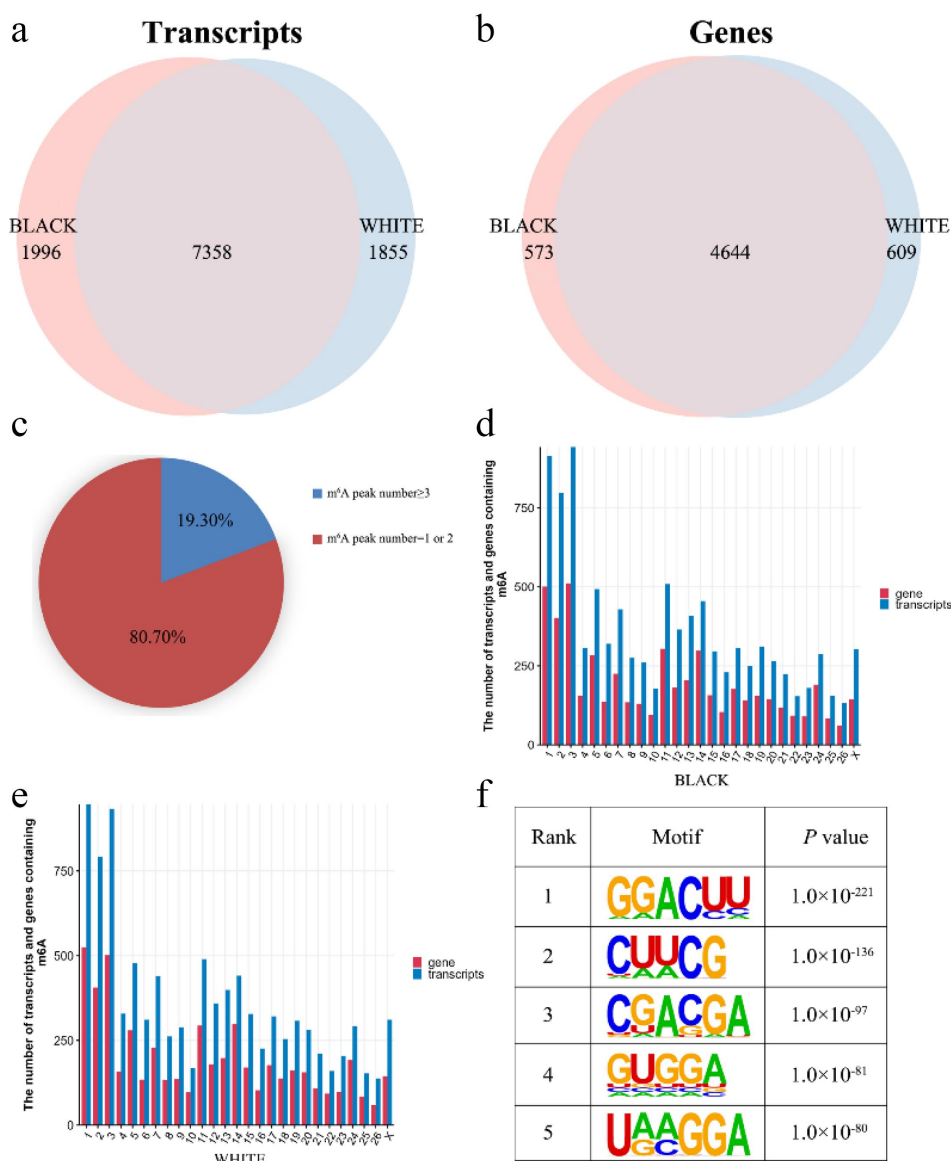 a
Transcripts
BLACK
1996
7358
WHITE
1855
b
Genes
BLACK
573
4644
WHITE
609
c
19.30%
80.70%
m⁶A peak number≥3
m⁶A peak number=1 or 2
d
The number of transcripts and genes containing
m6A
750
500
250
0
1 2 3 4 5 6 7 8 9 10 11 12 13 14 15 16 17 18 19 20 21 22 23 24 25 26 X
BLACK
gene
transcripts
e
The number of transcripts and genes containing
m6A
750
500
250
0
1 2 3 4 5 6 7 8 9 10 11 12 13 14 15 16 17 18 19 20 21 22 23 24 25 26 X
WHITE
gene
transcripts
f
Rank Motif P value
1 GGACUU 1.0×10⁻²²¹
2 CUUCG 1.0×10⁻¹³⁶
3 CGACGA 1.0×10⁻⁹⁷
4 GUGGA 1.0×10⁻⁸¹
5 UAAGGA 1.0×10⁻⁸⁰